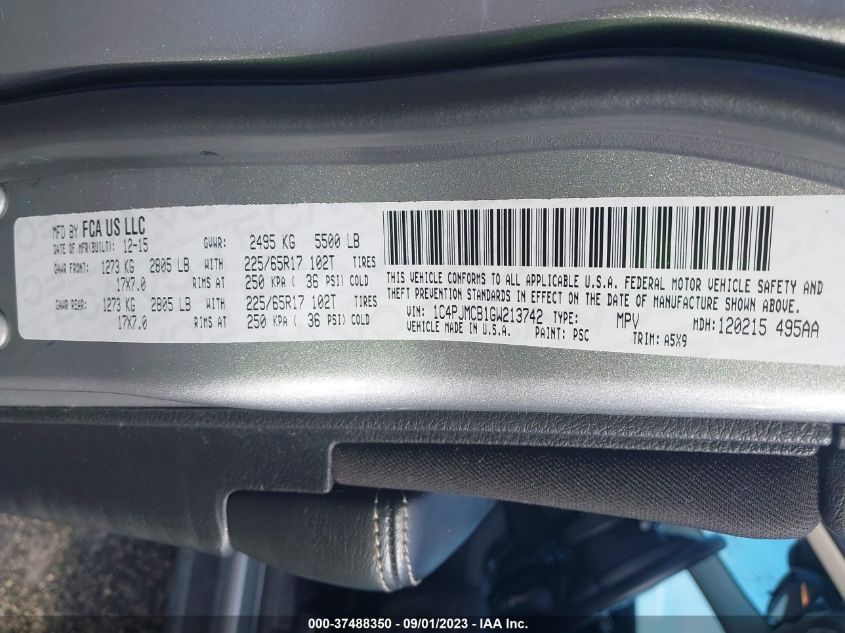 MFD BY FCA US LLC
DATE OF MFR(BUILT): 12-15 GVWR: 2495 KG 5500 LB
GAWR FRONT: 1273 KG 2805 LB WITH 225/65R17 102T TIRES
17X7.0 RIMS AT 250 KPA ( 36 PSI) COLD
GAWR REAR: 1273 KG 2805 LB WITH 225/65R17 102T TIRES
17X7.0 RIMS AT 250 KPA ( 36 PSI) COLD
THIS VEHICLE CONFORMS TO ALL APPLICABLE U.S.A. FEDERAL MOTOR VEHICLE SAFETY AND
THEFT PREVENTION STANDARDS IN EFFECT ON THE DATE OF MANUFACTURE SHOWN ABOVE.
VIN: 1C4PJMCB1GW213742 TYPE: MPV MDH: 120215 495AA
VEHICLE MADE IN U.S.A. PAINT: PSC TRIM: A5X9
000-37488350 / 09/01/2023 - IAA Inc.